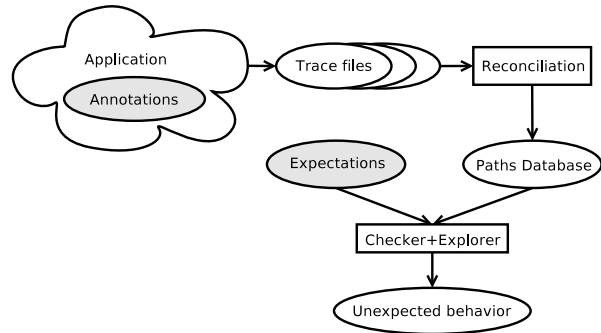 Application
Annotations
Trace files
Reconciliation
Expectations
Paths Database
Checker+Explorer
Unexpected behavior